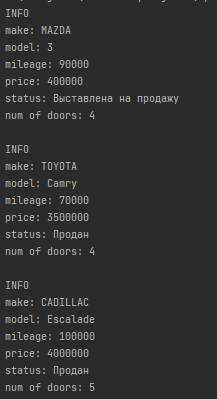 INFO
make: MAZDA
model: 3
mileage: 90000
price: 400000
status: Выставлена на продажу
num of doors: 4
INFO
make: TOYOTA
model: Camry
mileage: 70000
price: 3500000
status: Продан
num of doors: 4
INFO
make: CADILLAC
model: Escalade
mileage: 100000
price: 4000000
status: Продан
num of doors: 5